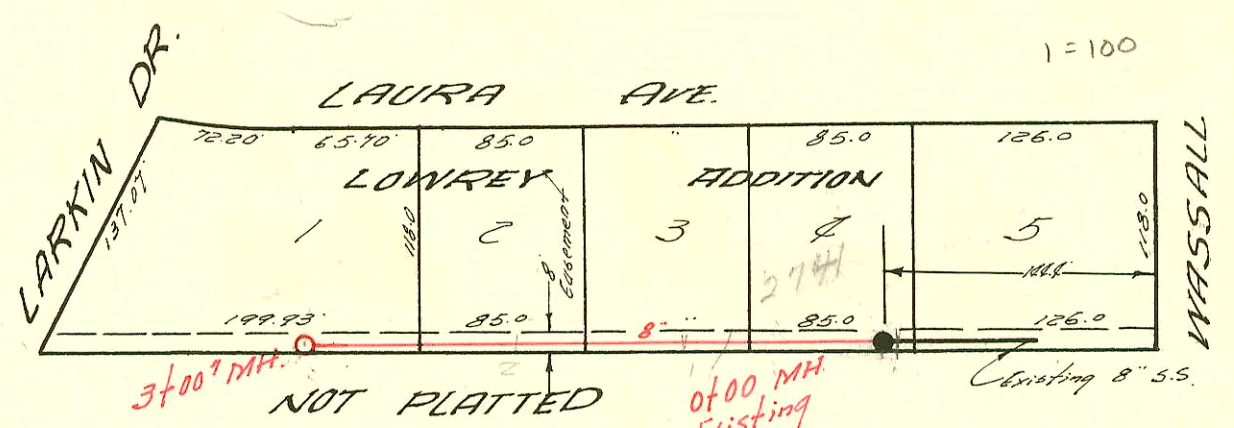 1 = 100
LARKIN DR.
LAURA AVE.
72.20' 65.70' 85.0 " 85.0 126.0
LOWREY ADDITION
137.07'
118.0
8' Easement
118.0
WASSALL
1 2 3 4 5
274'
144'
199.93' 85.0 8" " 85.0 126.0
3+00 MH.
NOT PLATTED
0+00 MH
Existing
Existing 8" S.S.